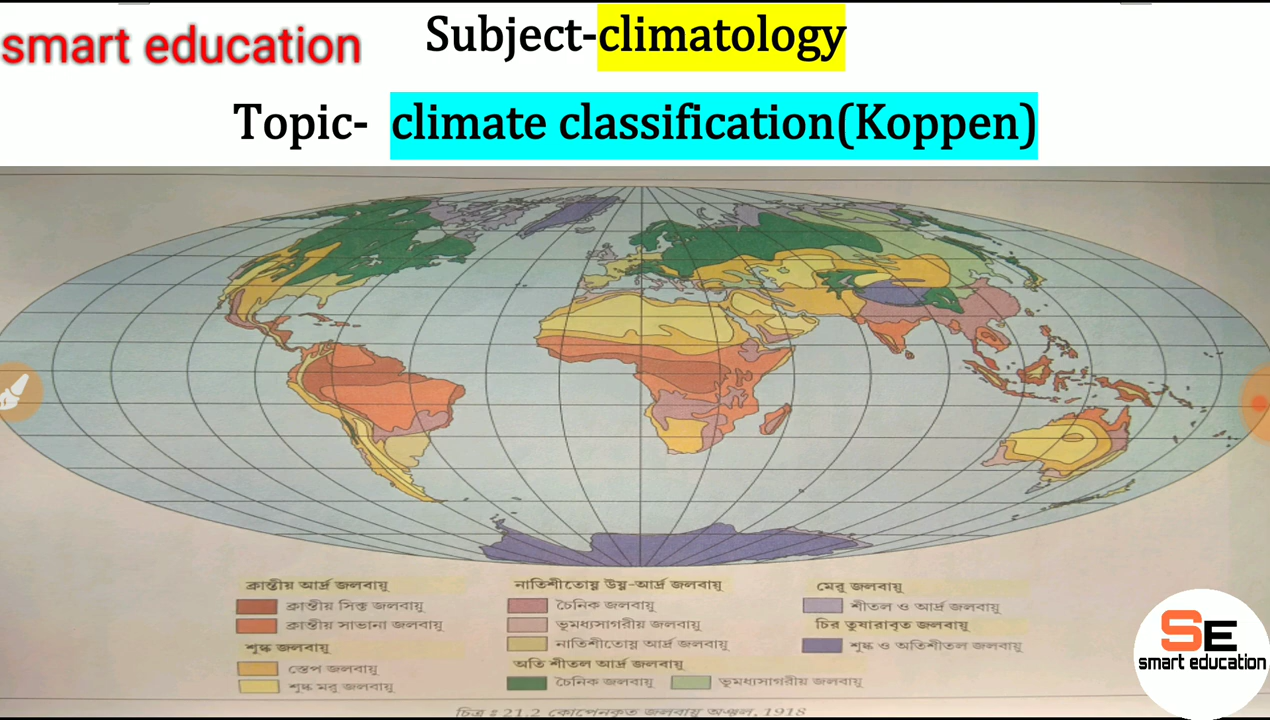 smart education
Subject-climatology
Topic- climate classification(Koppen)
ক্রান্তীয় আর্দ্র জলবায়ু
ক্রান্তীয় সিক্ত জলবায়ু
ক্রান্তীয় সাভানা জলবায়ু
শুষ্ক জলবায়ু
স্তেপ জলবায়ু
শুষ্ক মরু জলবায়ু
নাতিশীতোষ্ণ উষ্ণ-আর্দ্র জলবায়ু
চৈনিক জলবায়ু
ভূমধ্যসাগরীয় জলবায়ু
নাতিশীতোষ্ণ আর্দ্র জলবায়ু
অতি শীতল আর্দ্র জলবায়ু
চৈনিক জলবায়ু
ভূমধ্যসাগরীয় জলবায়ু
মেরু জলবায়ু
শীতল ও আর্দ্র জলবায়ু
চির তুষারাবৃত জলবায়ু
শুষ্ক ও অতিশীতল জলবায়ু
চিত্র ঃ 21.2 কোপেনকৃত জলবায়ু অঞ্চল, 1918
SE
smart education